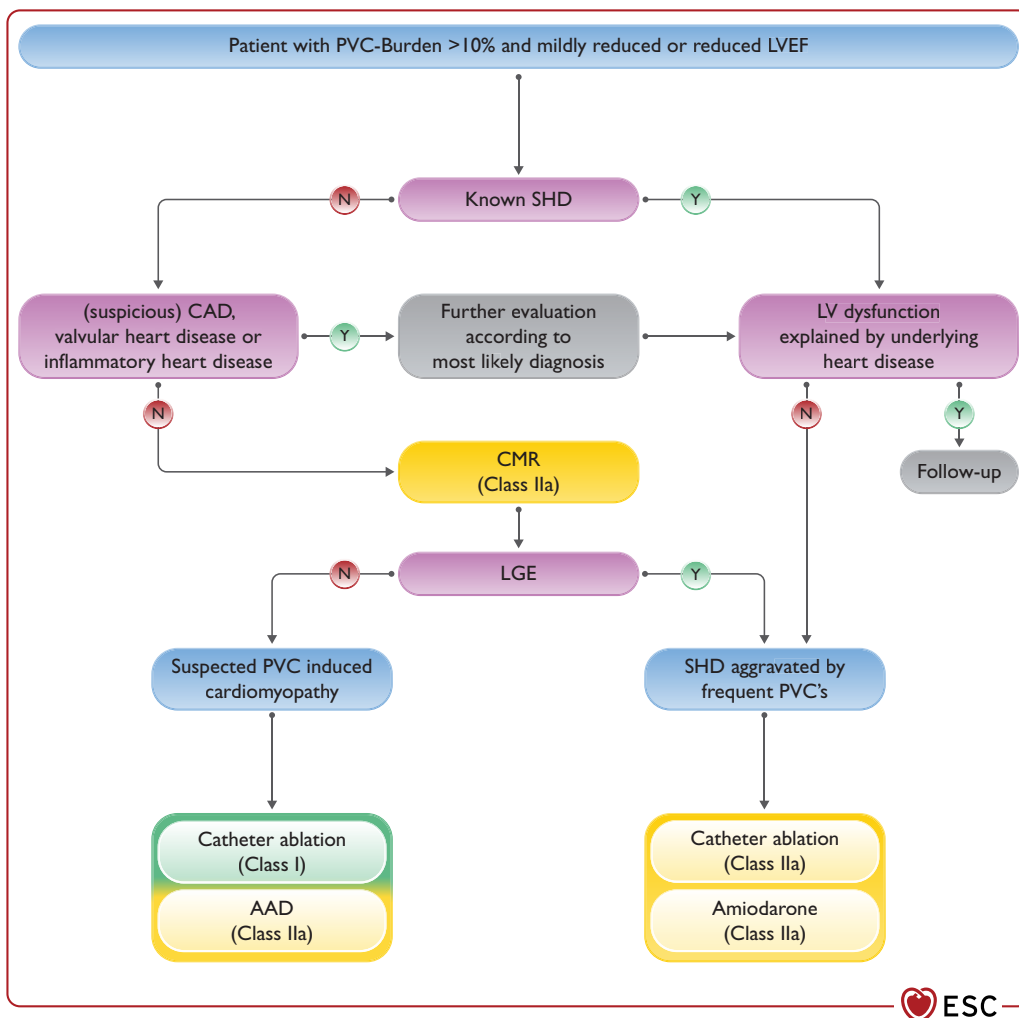 Patient with PVC-Burden >10% and mildly reduced or reduced LVEF
N
Known SHD
Y
(suspicious) CAD,
valvular heart disease or
inflammatory heart disease
Y
Further evaluation
according to
most likely diagnosis
LV dysfunction
explained by underlying
heart disease
N
N
Y
CMR
(Class IIa)
Follow-up
N
LGE
Y
Suspected PVC induced
cardiomyopathy
SHD aggravated by
frequent PVC's
Catheter ablation
(Class I)
AAD
(Class IIa)
Catheter ablation
(Class IIa)
Amiodarone
(Class IIa)
ESC